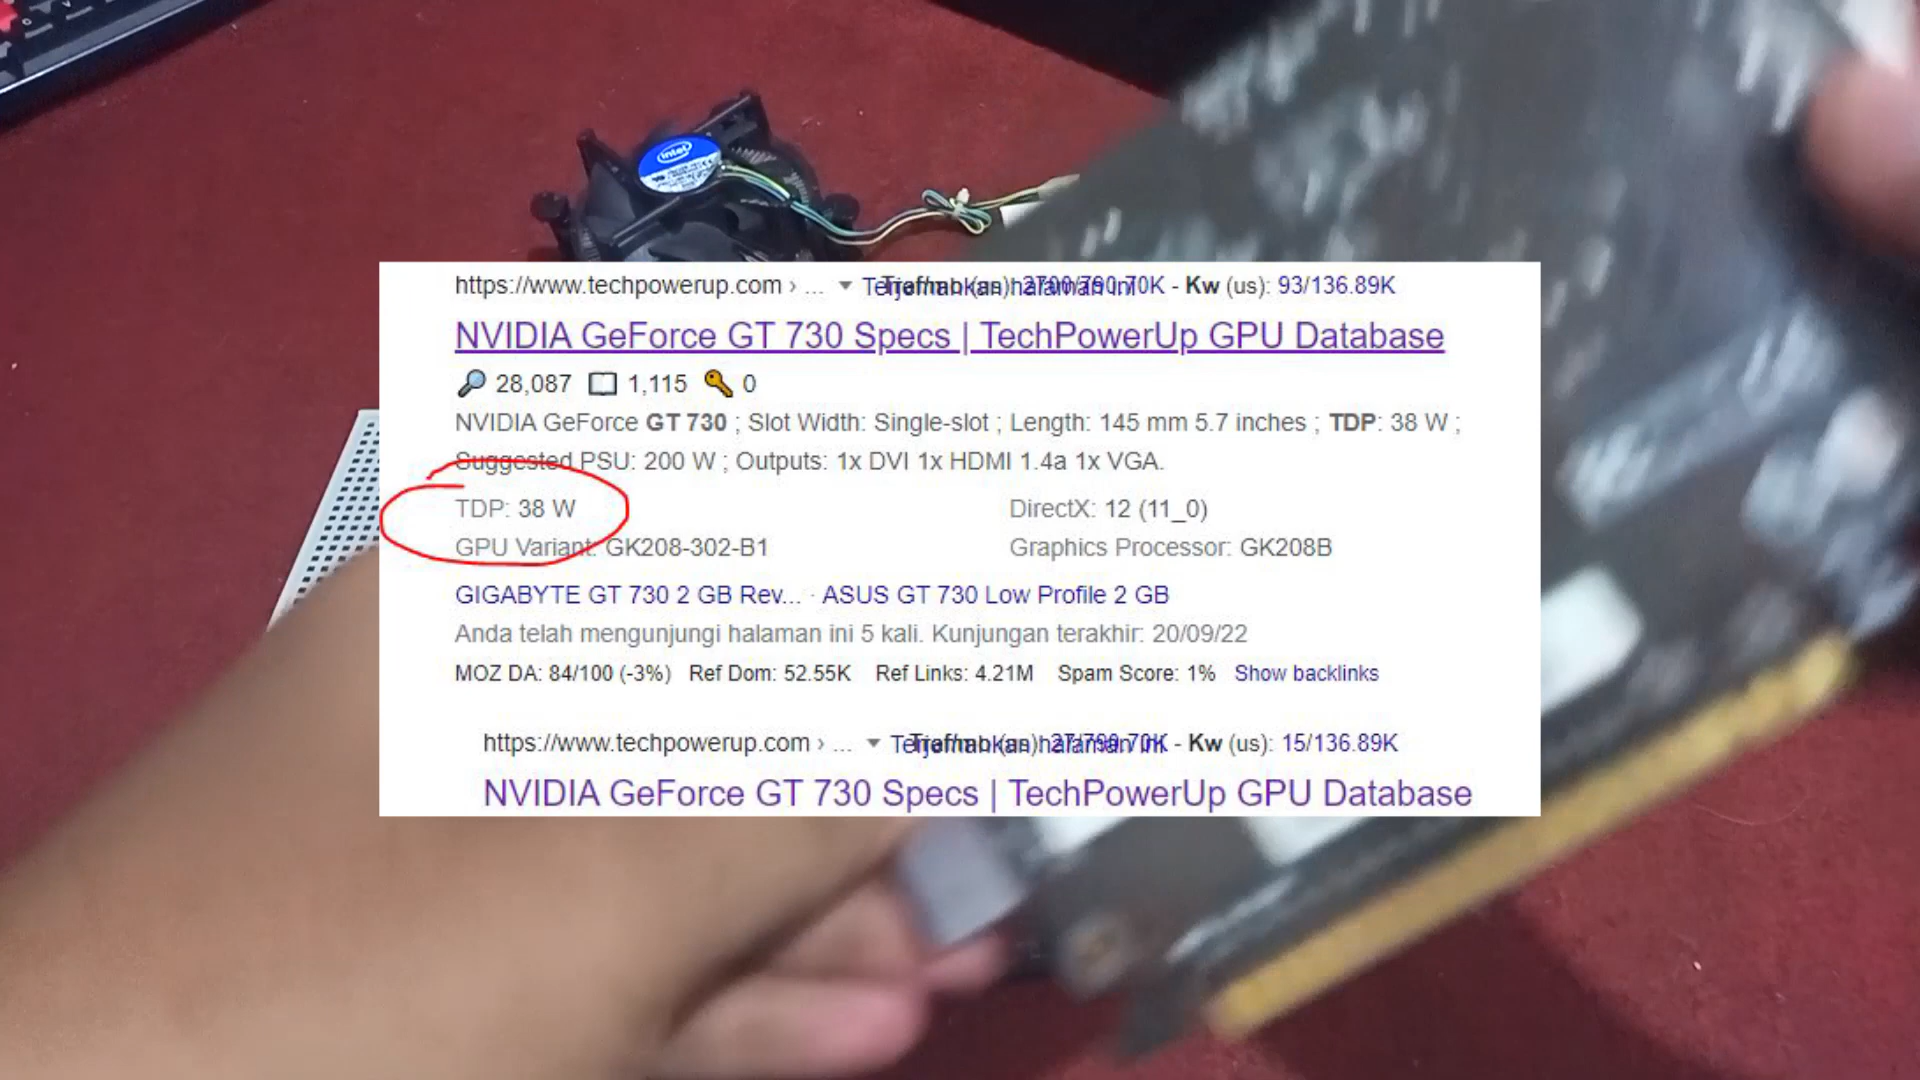 intel
https://www.techpowerup.com › ... - Kw (us): 93/136.89K
NVIDIA GeForce GT 730 Specs | TechPowerUp GPU Database
28,087 1,115 0
NVIDIA GeForce GT 730 ; Slot Width: Single-slot ; Length: 145 mm 5.7 inches ; TDP: 38 W ;
Suggested PSU: 200 W ; Outputs: 1x DVI 1x HDMI 1.4a 1x VGA.
TDP: 38 W DirectX: 12 (11_0)
GPU Variant: GK208-302-B1 Graphics Processor: GK208B
GIGABYTE GT 730 2 GB Rev... · ASUS GT 730 Low Profile 2 GB
Anda telah mengunjungi halaman ini 5 kali. Kunjungan terakhir: 20/09/22
MOZ DA: 84/100 (-3%) Ref Dom: 52.55K Ref Links: 4.21M Spam Score: 1% Show backlinks
https://www.techpowerup.com › ... - Kw (us): 15/136.89K
NVIDIA GeForce GT 730 Specs | TechPowerUp GPU Database